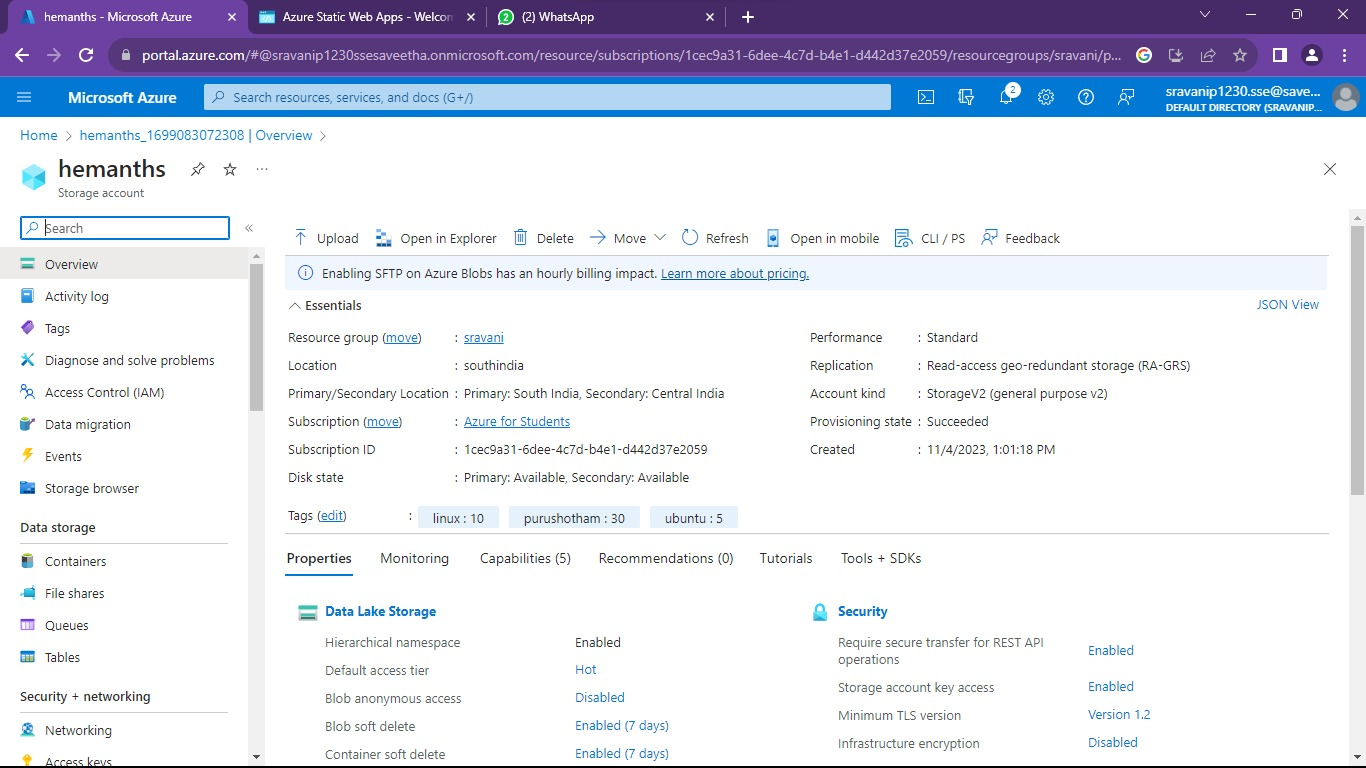 hemanths - Microsoft Azure
Azure Static Web Apps - Welcon
(2) WhatsApp
portal.azure.com/#@sravanip1230ssesaveetha.onmicrosoft.com/resource/subscriptions/1cec9a31-6dee-4c7d-b4e1-d442d37e2059/resourcegroups/sravani/p...
Microsoft Azure
Search resources, services, and docs (G+/)
2
sravanip1230.sse@save...
DEFAULT DIRECTORY (SRAVANIP...
Home > hemanths_1699083072308 | Overview >
hemanths
Storage account
Search
Overview
Activity log
Tags
Diagnose and solve problems
Access Control (IAM)
Data migration
Events
Storage browser
Data storage
Containers
File shares
Queues
Tables
Security + networking
Networking
Access keys
Upload Open in Explorer Delete Move Refresh Open in mobile CLI / PS Feedback
Enabling SFTP on Azure Blobs has an hourly billing impact. Learn more about pricing.
Essentials
JSON View
Resource group (move) : sravani
Location : southindia
Primary/Secondary Location : Primary: South India, Secondary: Central India
Subscription (move) : Azure for Students
Subscription ID : 1cec9a31-6dee-4c7d-b4e1-d442d37e2059
Disk state : Primary: Available, Secondary: Available
Performance : Standard
Replication : Read-access geo-redundant storage (RA-GRS)
Account kind : StorageV2 (general purpose v2)
Provisioning state : Succeeded
Created : 11/4/2023, 1:01:18 PM
Tags (edit) : linux : 10 purushotham : 30 ubuntu : 5
Properties Monitoring Capabilities (5) Recommendations (0) Tutorials Tools + SDKs
Data Lake Storage
Hierarchical namespace Enabled
Default access tier Hot
Blob anonymous access Disabled
Blob soft delete Enabled (7 days)
Container soft delete Enabled (7 days)
Security
Require secure transfer for REST API
operations Enabled
Storage account key access Enabled
Minimum TLS version Version 1.2
Infrastructure encryption Disabled